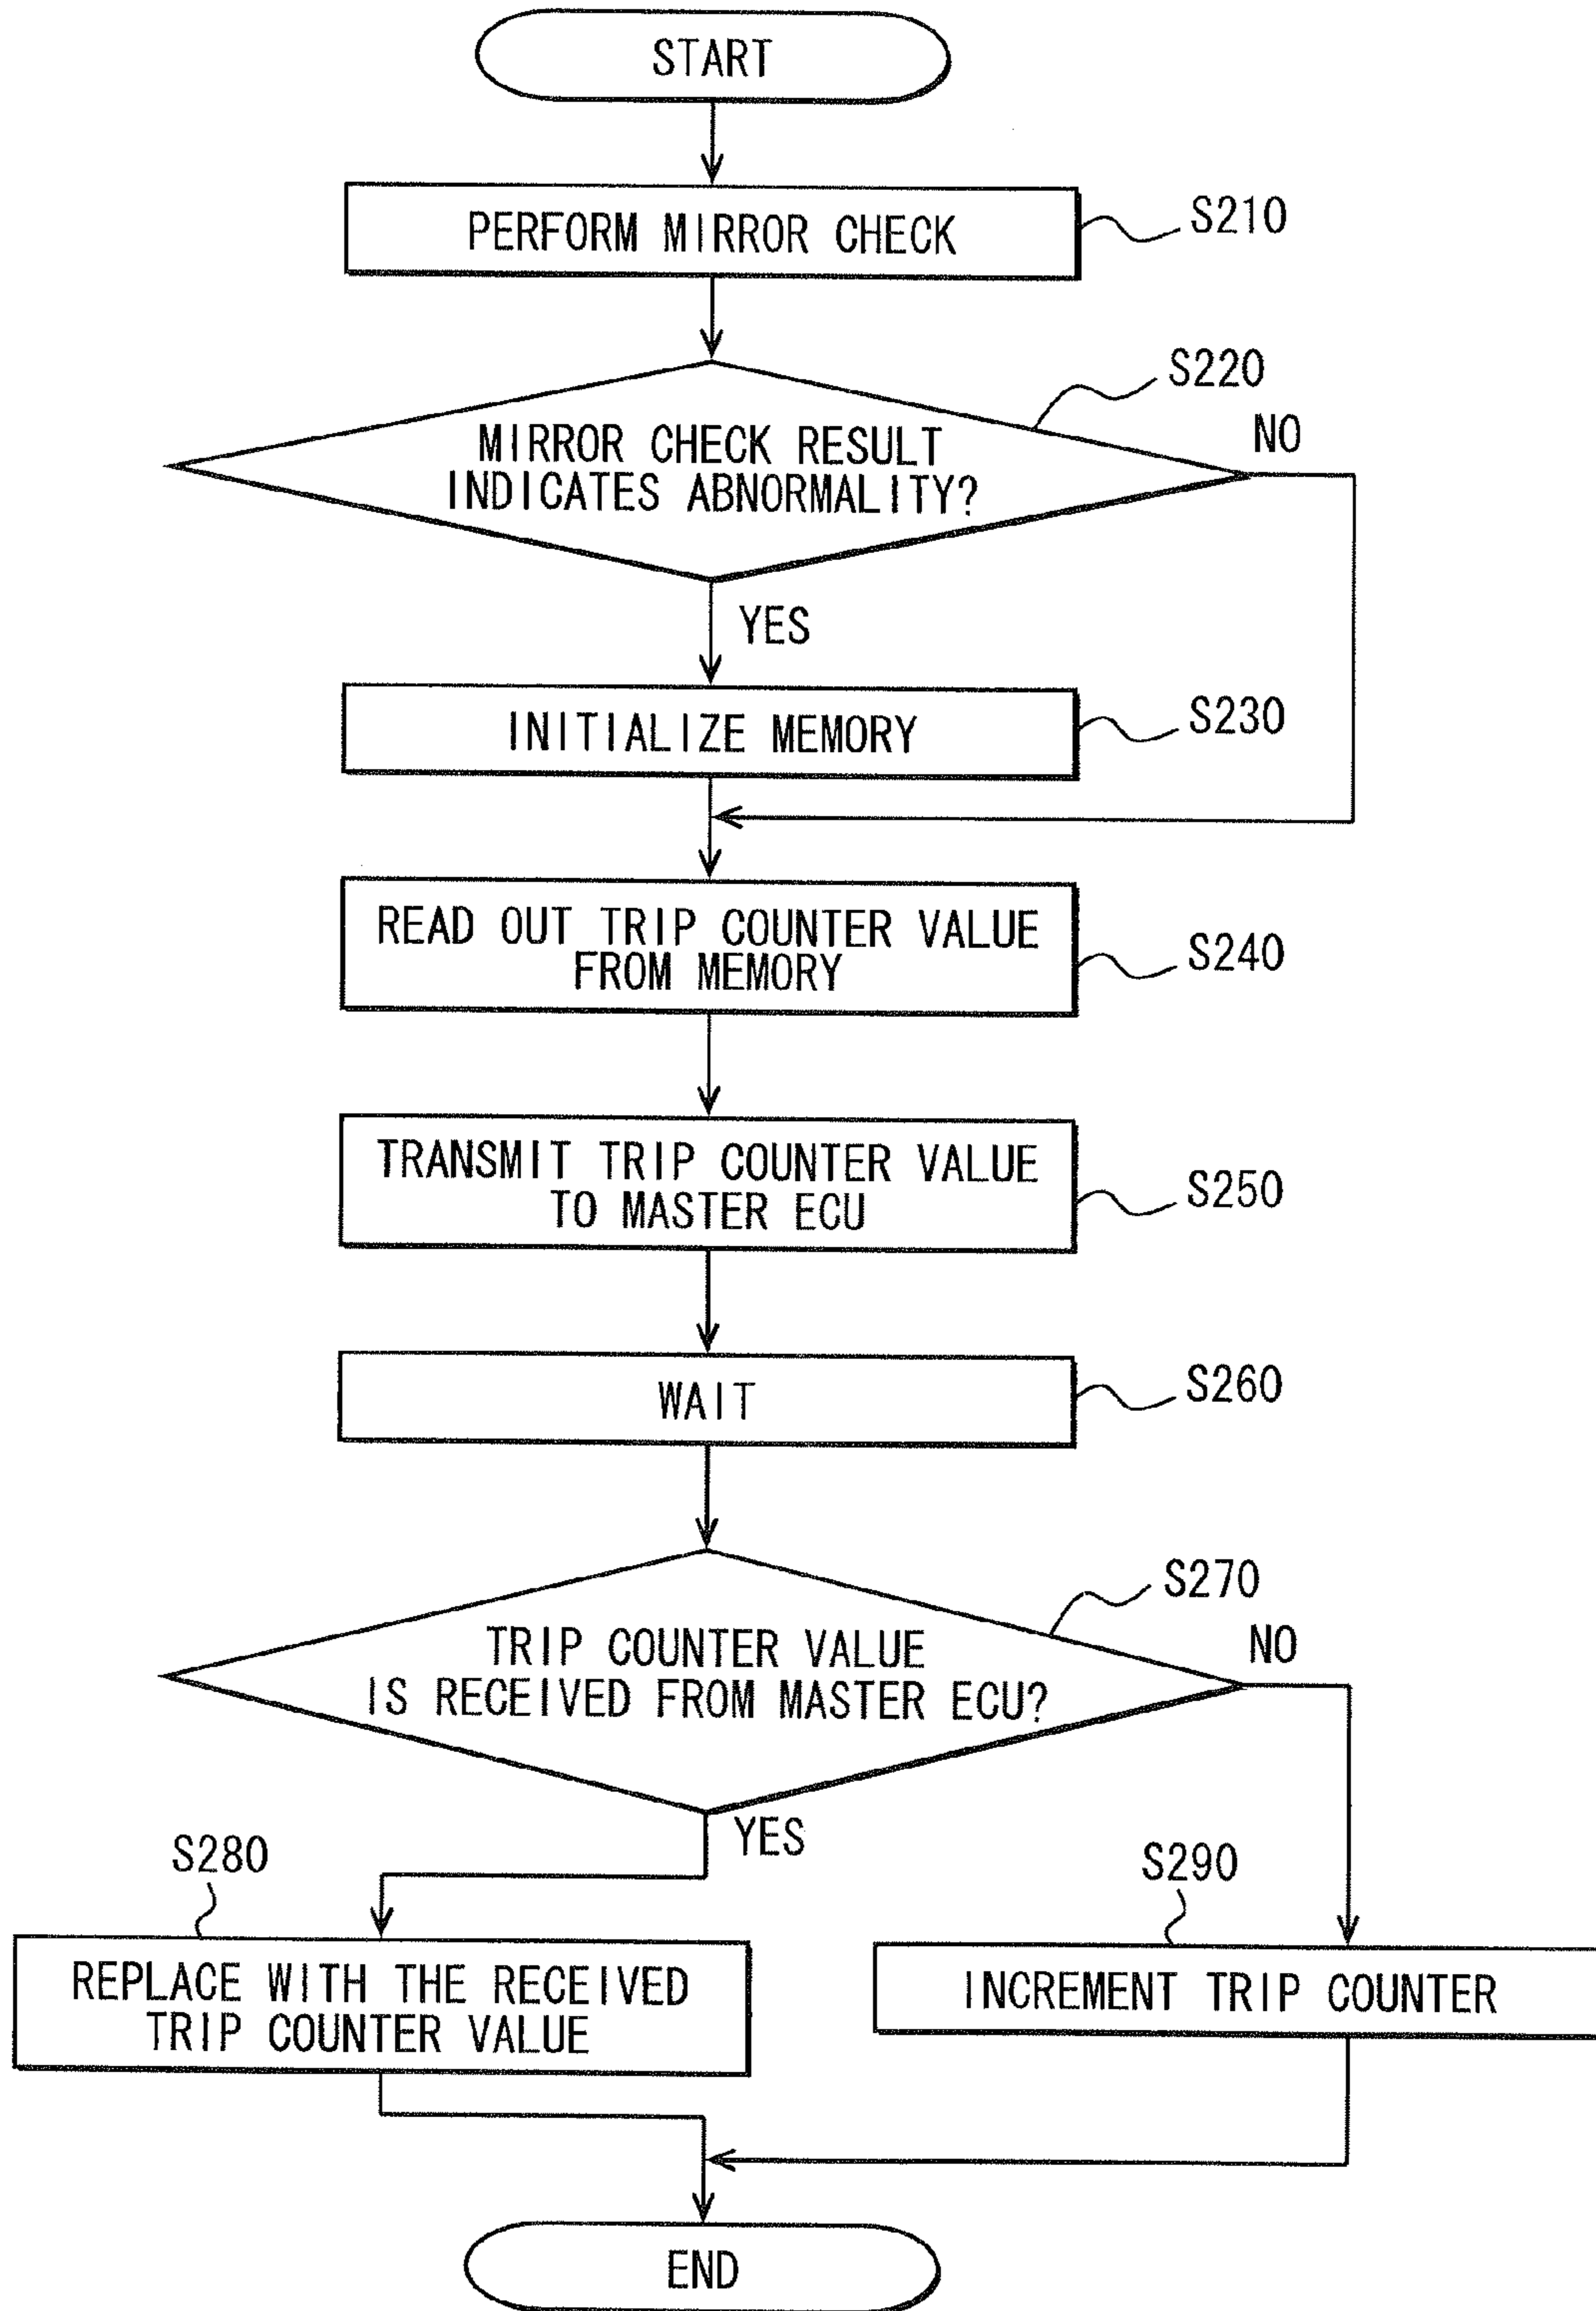 START
PERFORM MIRROR CHECK
S210
S220
MIRROR CHECK RESULT
INDICATES ABNORMALITY?
NO
YES
INITIALIZE MEMORY
S230
READ OUT TRIP COUNTER VALUE
FROM MEMORY
S240
TRANSMIT TRIP COUNTER VALUE
TO MASTER ECU
S250
WAIT
S260
S270
TRIP COUNTER VALUE
IS RECEIVED FROM MASTER ECU?
NO
YES
S280
S290
REPLACE WITH THE RECEIVED
TRIP COUNTER VALUE
INCREMENT TRIP COUNTER
END